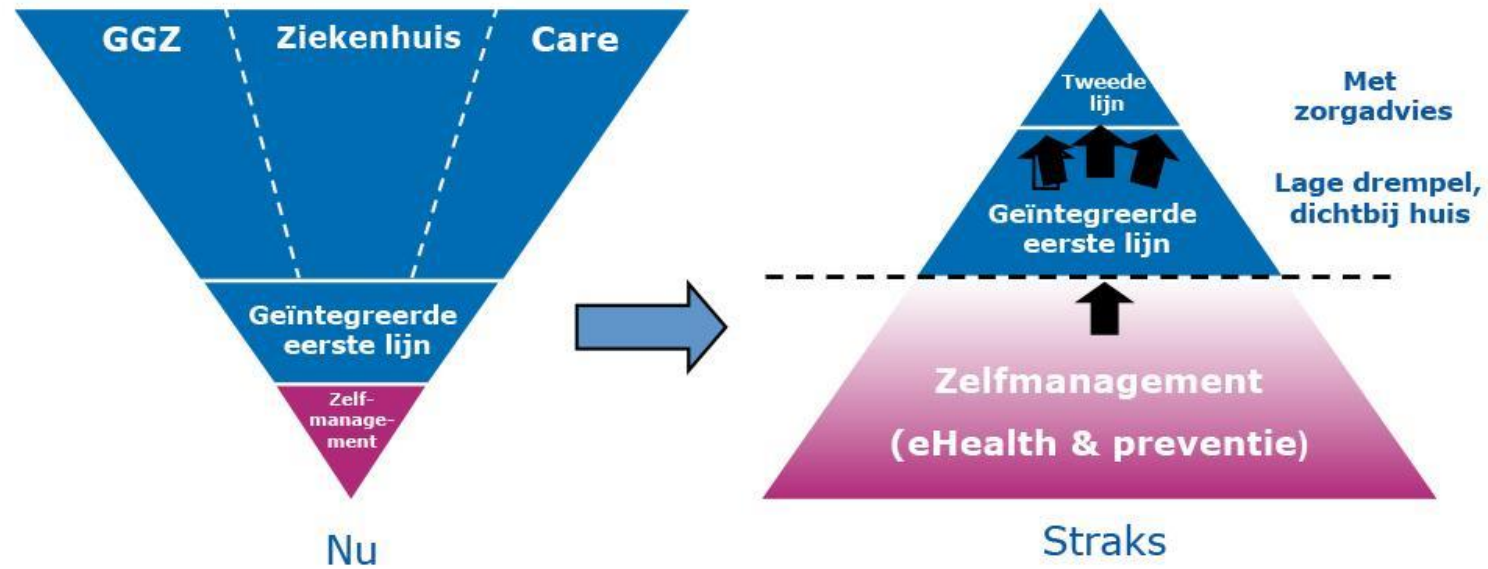 GGZ
Ziekenhuis
Care
Geïntegreerde
eerste lijn
Zelf-
manage-
ment
Nu
Tweede
lijn
Met
zorgadvies
Geïntegreerde
eerste lijn
Lage drempel,
dichtbij huis
Zelfmanagement
(eHealth & preventie)
Straks